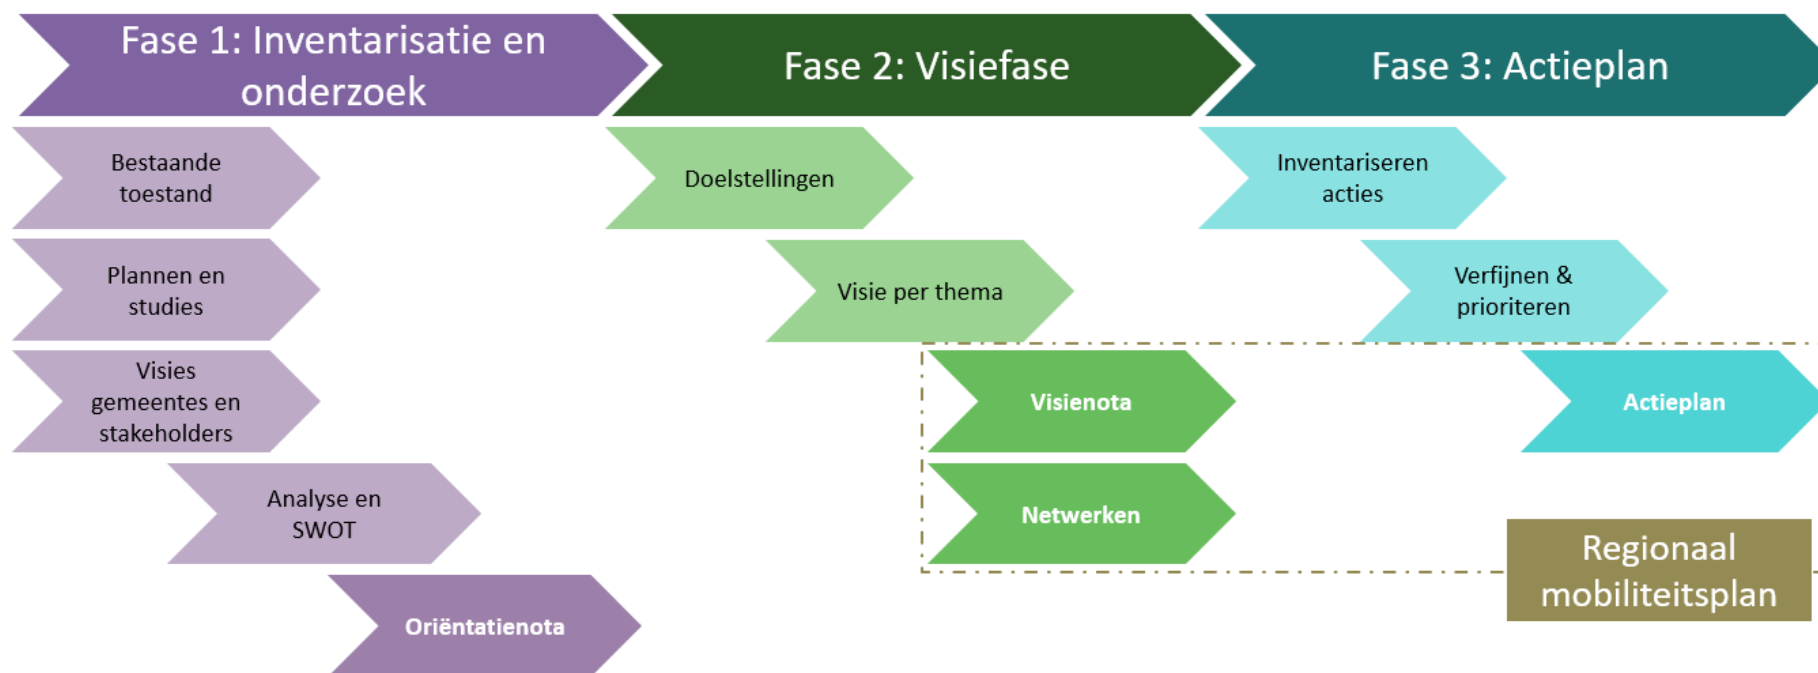 Fase 1: Inventarisatie en
onderzoek
Fase 2: Visiefase
Fase 3: Actieplan
Bestaande
toestand
Doelstellingen
Inventariseren
acties
Plannen en
studies
Visie per thema
Verfijnen &
prioriteren
Visies
gemeentes en
stakeholders
Visienota
Actieplan
Analyse en
SWOT
Netwerken
Regionaal
mobiliteitsplan
Oriëntatienota